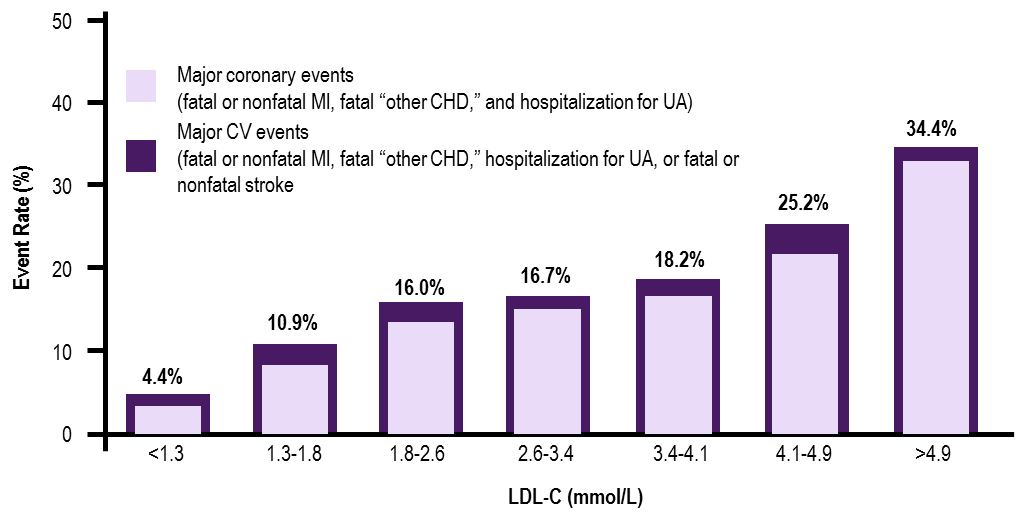 50
40
30
20
10
0
Event Rate (%)
Major coronary events
(fatal or nonfatal MI, fatal “other CHD,” and hospitalization for UA)
Major CV events
(fatal or nonfatal MI, fatal “other CHD,” hospitalization for UA, or fatal or
nonfatal stroke
4.4%
10.9%
16.0%
16.7%
18.2%
25.2%
34.4%
<1.3
1.3-1.8
1.8-2.6
2.6-3.4
3.4-4.1
4.1-4.9
>4.9
LDL-C (mmol/L)